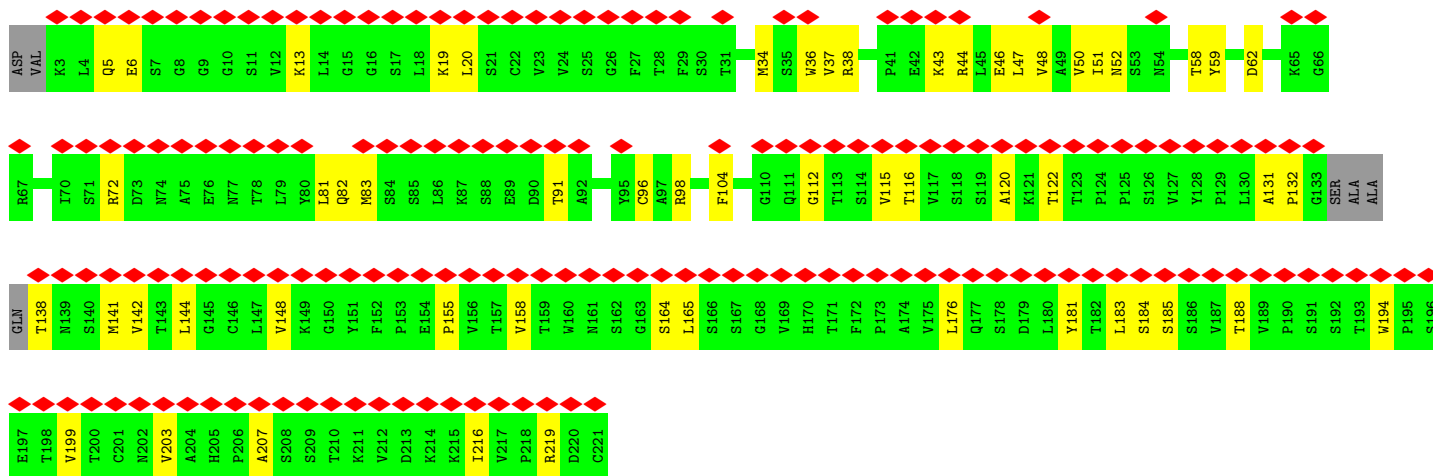 ASP VAL K3 L4 Q5 E6 S7 G8 G9 G10 S11 V12 K13 L14 G15 G16 S17 L18 K19 L20 S21 C22 V23 V24 S25 G26 F27 T28 F29 S30 T31 M34 S35 W36 V37 R38 P41 E42 K43 R44 L45 E46 L47 V48 A49 V50 I51 N52 S53 N54 T58 Y59 D62 K65 G66
R67 I70 S71 R72 D73 N74 A75 E76 N77 T78 L79 Y80 L81 Q82 M83 S84 S85 L86 K87 S88 E89 D90 T91 A92 Y95 C96 A97 R98 F104 G110 Q111 G112 T113 S114 V115 T116 V117 S118 S119 A120 K121 T122 T123 P124 P125 S126 V127 Y128 P129 L130 A131 P132 G133 SER ALA ALA
GLN T138 N139 S140 M141 V142 T143 L144 G145 C146 L147 V148 K149 G150 Y151 F152 P153 E154 P155 V156 T157 V158 T159 W160 N161 S162 G163 S164 L165 S166 S167 G168 V169 H170 T171 F172 P173 A174 V175 L176 Q177 S178 D179 L180 Y181 T182 L183 S184 S185 S186 V187 T188 V189 P190 S191 S192 T193 W194 P195 S196
E197 T198 V199 T200 C201 N202 V203 A204 H205 P206 A207 S208 S209 T210 K211 V212 D213 K214 K215 I216 V217 P218 R219 D220 C221